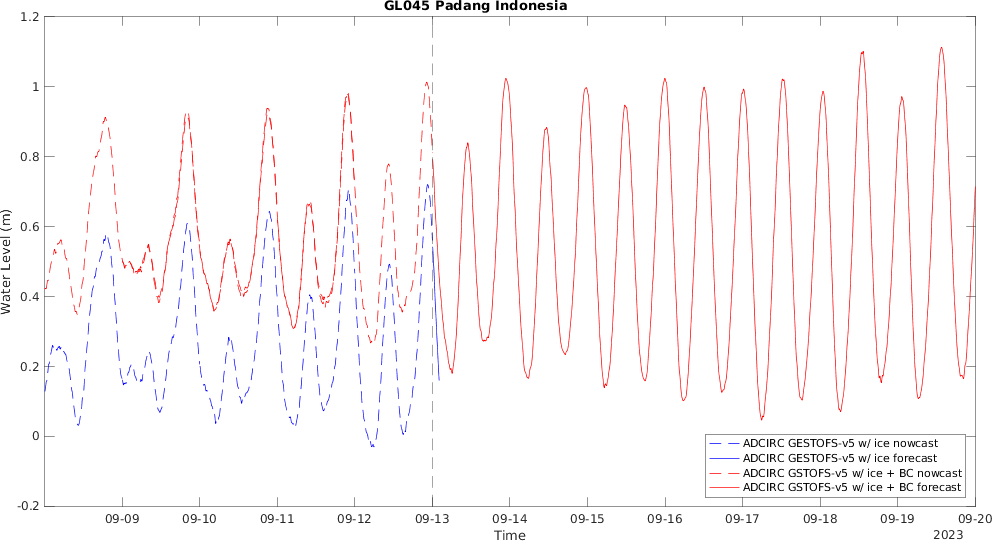 GL045 Padang Indonesia
1.2
1
0.8
0.6
0.4
0.2
0
-0.2
Water Level (m)
ADCIRC GESTOFS-v5 w/ ice nowcast
ADCIRC GESTOFS-v5 w/ ice forecast
ADCIRC GSTOFS-v5 w/ ice + BC nowcast
ADCIRC GSTOFS-v5 w/ ice + BC forecast
09-09 09-10 09-11 09-12 09-13 09-14 09-15 09-16 09-17 09-18 09-19 09-20
Time
2023